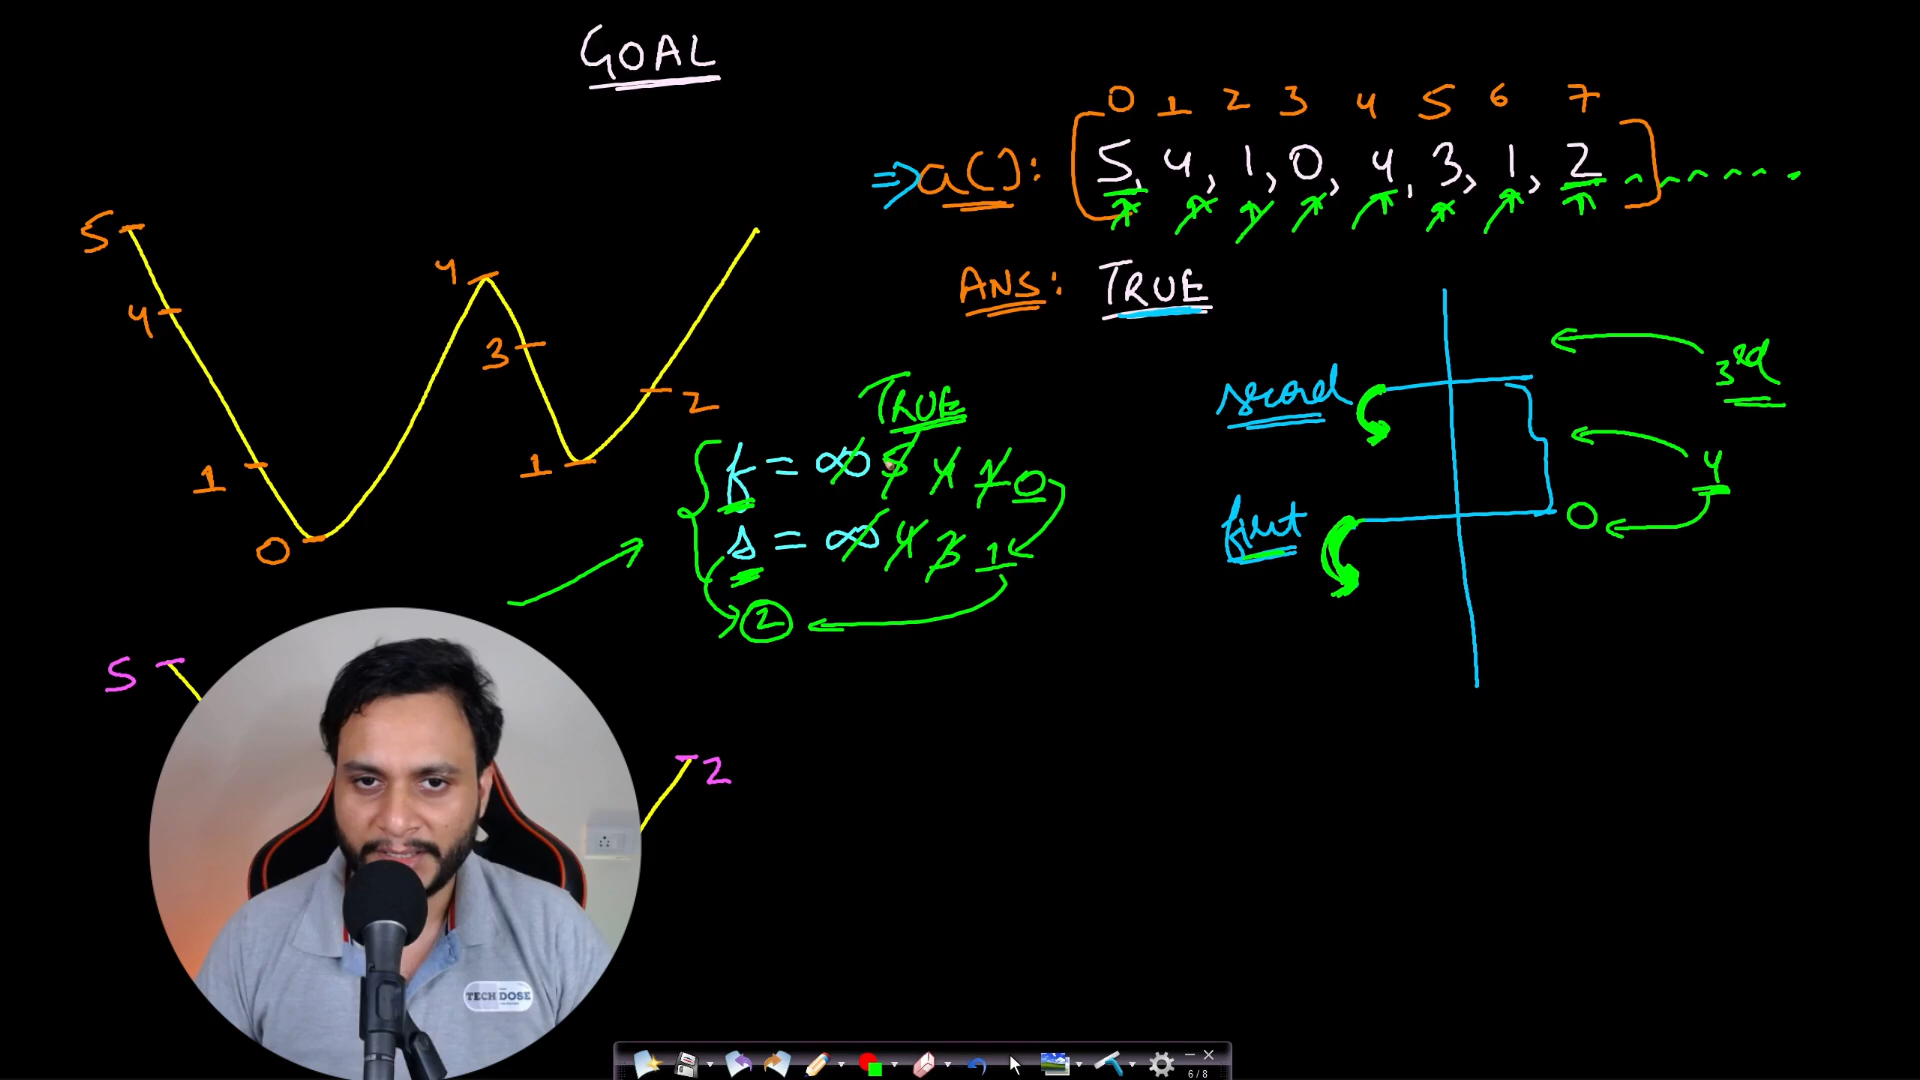 GOAL
0 1 2 3 4 5 6 7
⇒ a(): [5, 4, 1, 0, 4, 3, 1, 2] - - - - - -
ANS: TRUE
5
4
1
0
4
3
1
2
TRUE
f = ∞ 5 4 1 0
s = ∞ 4 3 1
2
second
first
3rd
4
0
5
2
TECH DOSE
6/8